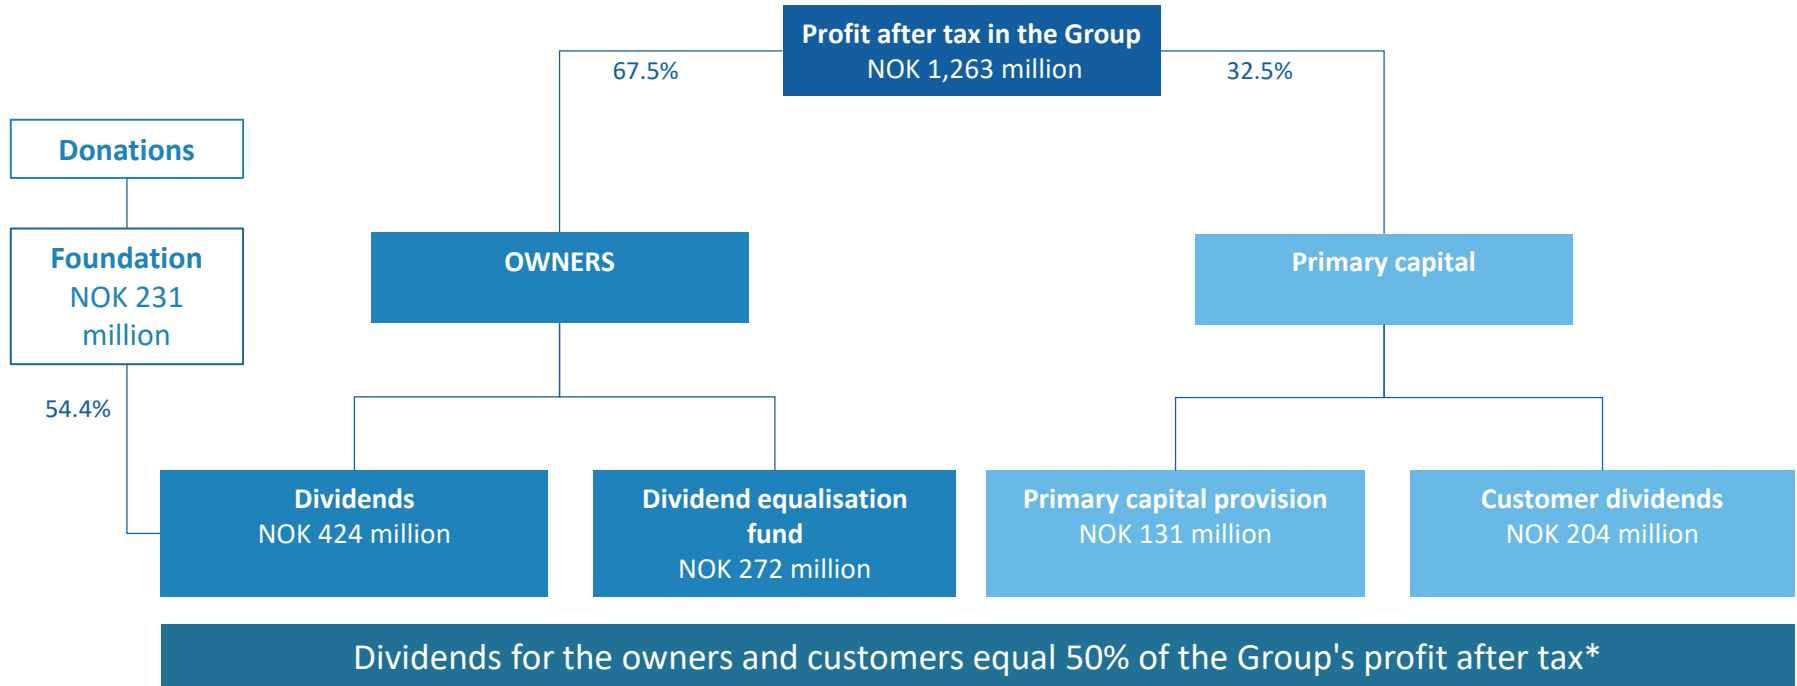 Profit after tax in the Group
NOK 1,263 million
67.5%
32.5%
Donations
Foundation
NOK 231
million
54.4%
OWNERS
Primary capital
Dividends
NOK 424 million
Dividend equalisation
fund
NOK 272 million
Primary capital provision
NOK 131 million
Customer dividends
NOK 204 million
Dividends for the owners and customers equal 50% of the Group's profit after tax*